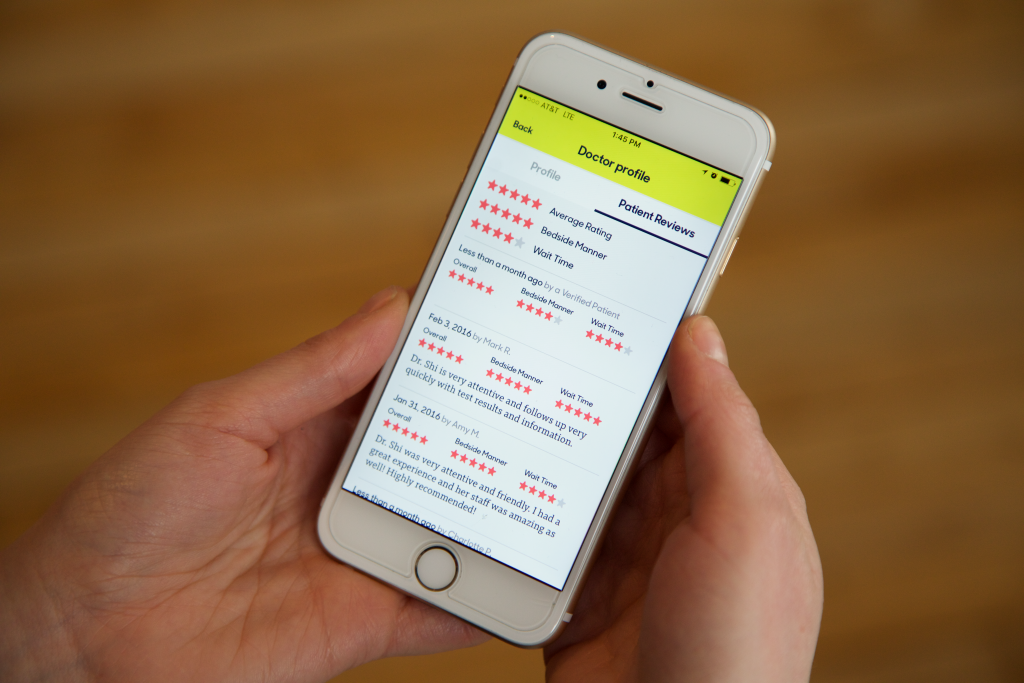 AT&T LTE 1:45 PM
Back
Doctor profile
Profile Patient Reviews
Average Rating
Bedside Manner
Wait Time
Less than a month ago by a Verified Patient
Overall Bedside Manner Wait Time
Feb 3, 2016 by Mark R.
Overall Bedside Manner Wait Time
Dr. Shi is very attentive and follows up very
quickly with test results and information.
Jan 31, 2016 by Amy M.
Overall Bedside Manner Wait Time
Dr. Shi was very attentive and friendly. I had a
great experience and her staff was amazing as
well! Highly recommended!
Less than a month ago by Charlotte P.